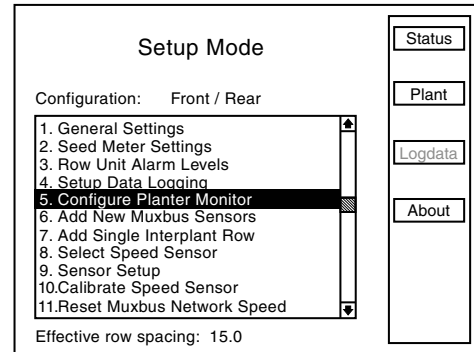 Setup Mode
Configuration: Front / Rear
1. General Settings
2. Seed Meter Settings
3. Row Unit Alarm Levels
4. Setup Data Logging
5. Configure Planter Monitor
6. Add New Muxbus Sensors
7. Add Single Interplant Row
8. Select Speed Sensor
9. Sensor Setup
10.Calibrate Speed Sensor
11.Reset Muxbus Network Speed
Effective row spacing: 15.0
Status
Plant
Logdata
About